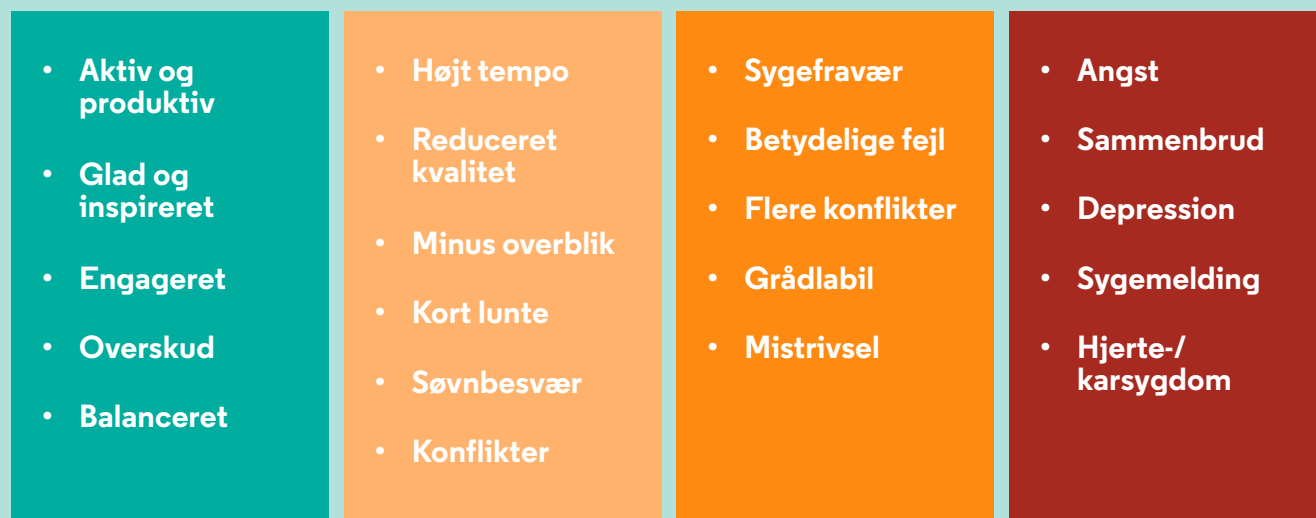 • Aktiv og
produktiv
• Glad og
inspireret
• Engageret
• Overskud
• Balanceret
• Højt tempo
• Reduceret
kvalitet
• Minus overblik
• Kort lunte
• Søvnbesvær
• Konflikter
• Sygefravær
• Betydelige fejl
• Flere konflikter
• Grådlabil
• Mistrivsel
• Angst
• Sammenbrud
• Depression
• Sygemelding
• Hjerte-/
karsygdom